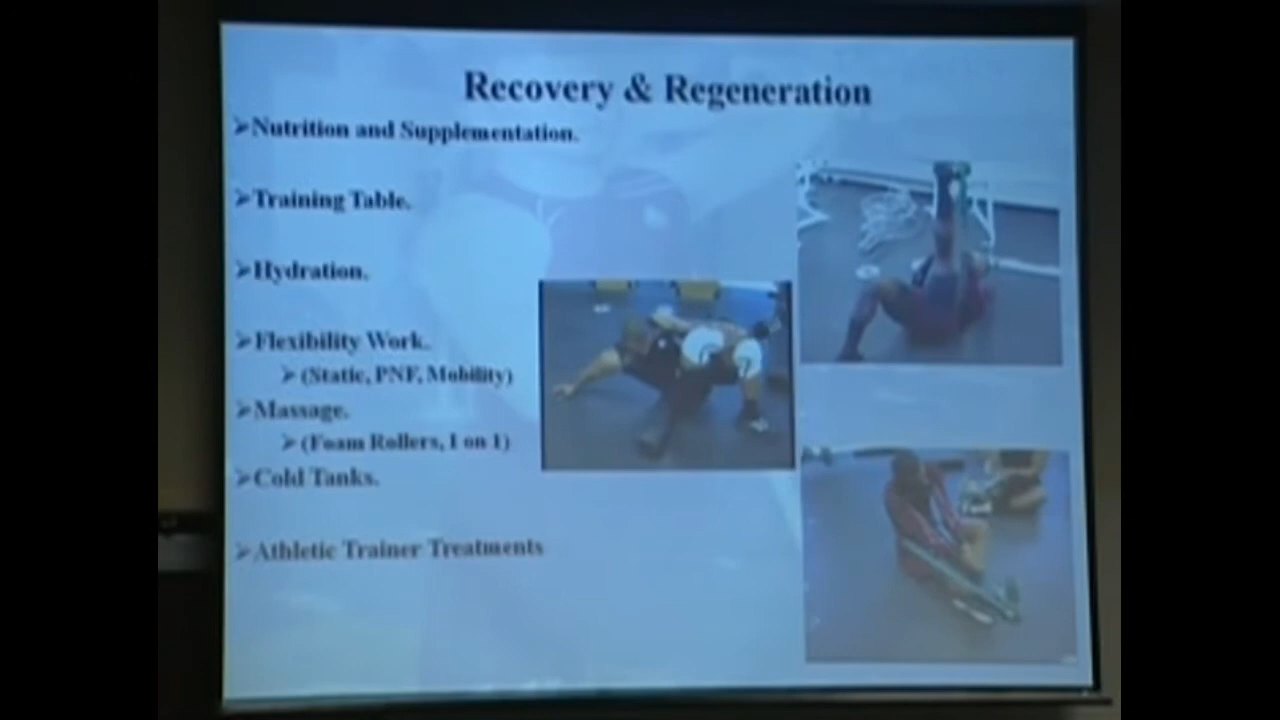 Recovery & Regeneration
➢Nutrition and Supplementation.
➢Training Table.
➢Hydration.
➢Flexibility Work.
➢(Static, PNF, Mobility)
➢Massage.
➢(Foam Rollers, 1 on 1)
➢Cold Tanks.
➢Athletic Trainer Treatments